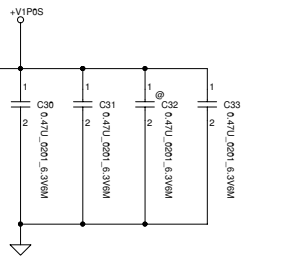 +V1P0S
1 1 1 1
@
C30 C31 C32 C33
2 2 2 2
0.47U_0201_6.3V6M 0.47U_0201_6.3V6M 0.47U_0201_6.3V6M 0.47U_0201_6.3V6M